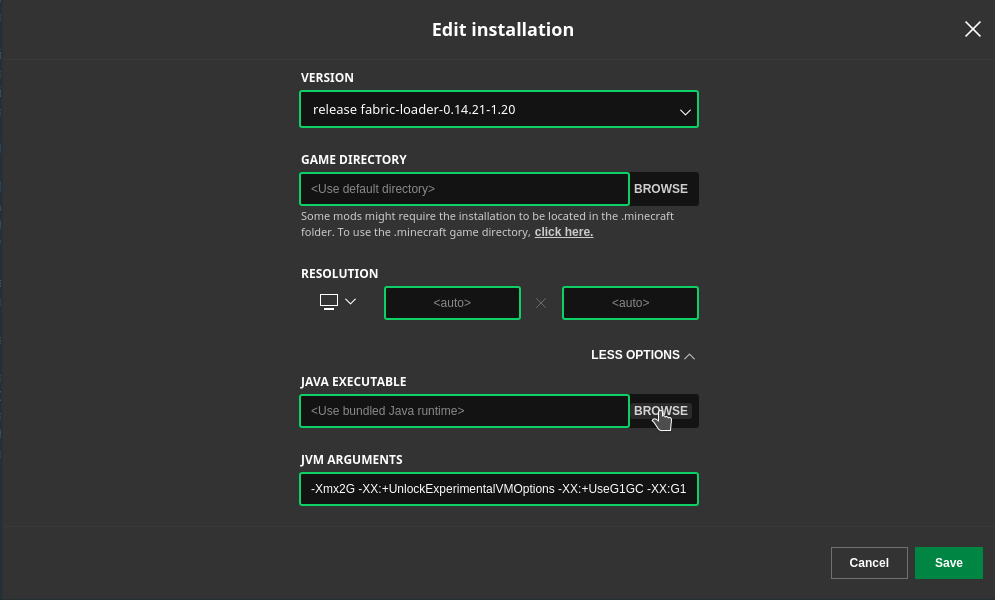 Edit installation
VERSION
release fabric-loader-0.14.21-1.20
GAME DIRECTORY
<Use default directory>
BROWSE
Some mods might require the installation to be located in the .minecraft
folder. To use the .minecraft game directory, click here.
RESOLUTION
<auto>
<auto>
LESS OPTIONS
JAVA EXECUTABLE
<Use bundled Java runtime>
BROWSE
JVM ARGUMENTS
-Xmx2G -XX:+UnlockExperimentalVMOptions -XX:+UseG1GC -XX:G1
Cancel
Save